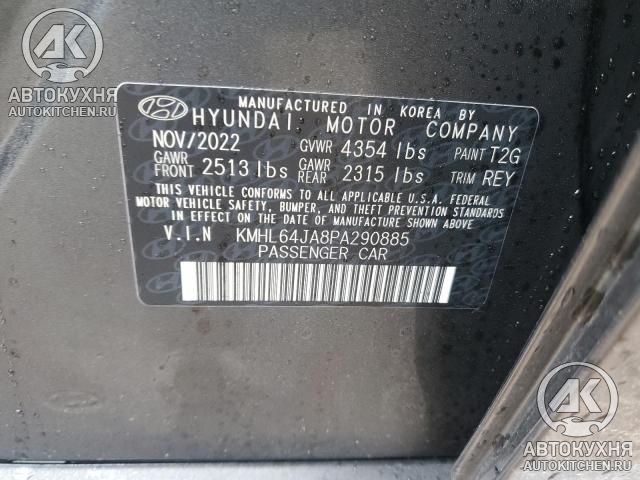 АВТОКУХНЯ
AUTOKITCHEN.RU
MANUFACTURED IN KOREA BY
HYUNDAI MOTOR COMPANY
NOV/2022 GVWR 4354 lbs PAINT T2G
GAWR FRONT 2513 lbs GAWR REAR 2315 lbs TRIM REY
THIS VEHICLE CONFORMS TO ALL APPLICABLE U.S.A. FEDERAL
MOTOR VEHICLE SAFETY, BUMPER, AND THEFT PREVENTION STANDARDS
IN EFFECT ON THE DATE OF MANUFACTURE SHOWN ABOVE.
V.I.N KMHL64JA8PA290885
PASSENGER CAR
АК
АВТОКУХНЯ
AUTOKITCHEN.RU